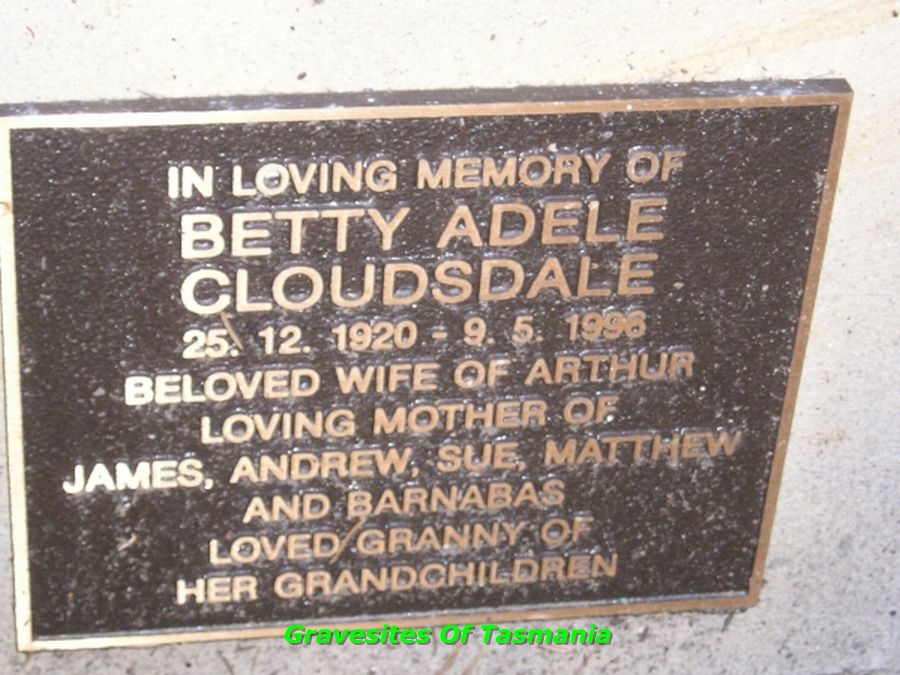 IN LOVING MEMORY OF
BETTY ADELE
CLOUDSDALE
25. 12. 1920 - 9. 5. 1996
BELOVED WIFE OF ARTHUR
LOVING MOTHER OF
JAMES, ANDREW, SUE, MATTHEW
AND BARNABAS
LOVED GRANNY OF
HER GRANDCHILDREN
Gravesites Of Tasmania